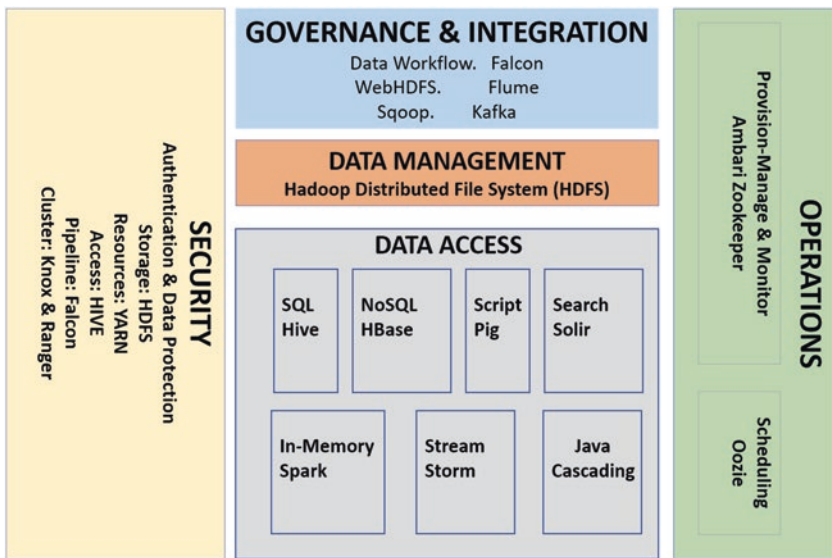 GOVERNANCE & INTEGRATION
Data Workflow. Falcon
WebHDFS. Flume
Sqoop. Kafka
DATA MANAGEMENT
Hadoop Distributed File System (HDFS)
DATA ACCESS
SQL
Hive
NoSQL
HBase
Script
Pig
Search
Solir
In-Memory
Spark
Stream
Storm
Java
Cascading
SECURITY
Authentication & Data Protection
Storage: HDFS
Resources: YARN
Access: HIVE
Pipeline: Falcon
Cluster: Knox & Ranger
OPERATIONS
Provision-Manage & Monitor
Ambari Zookeeper
Scheduling
Oozie